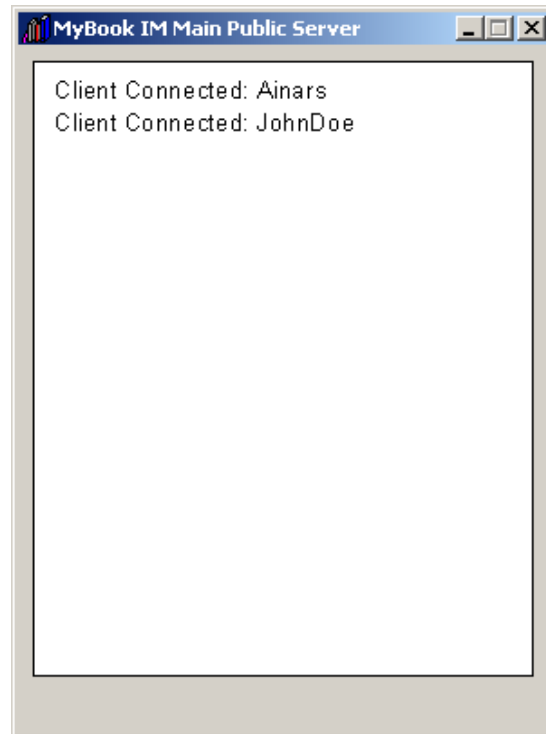 MyBook IM Main Public Server
Client Connected: Ainars
Client Connected: JohnDoe